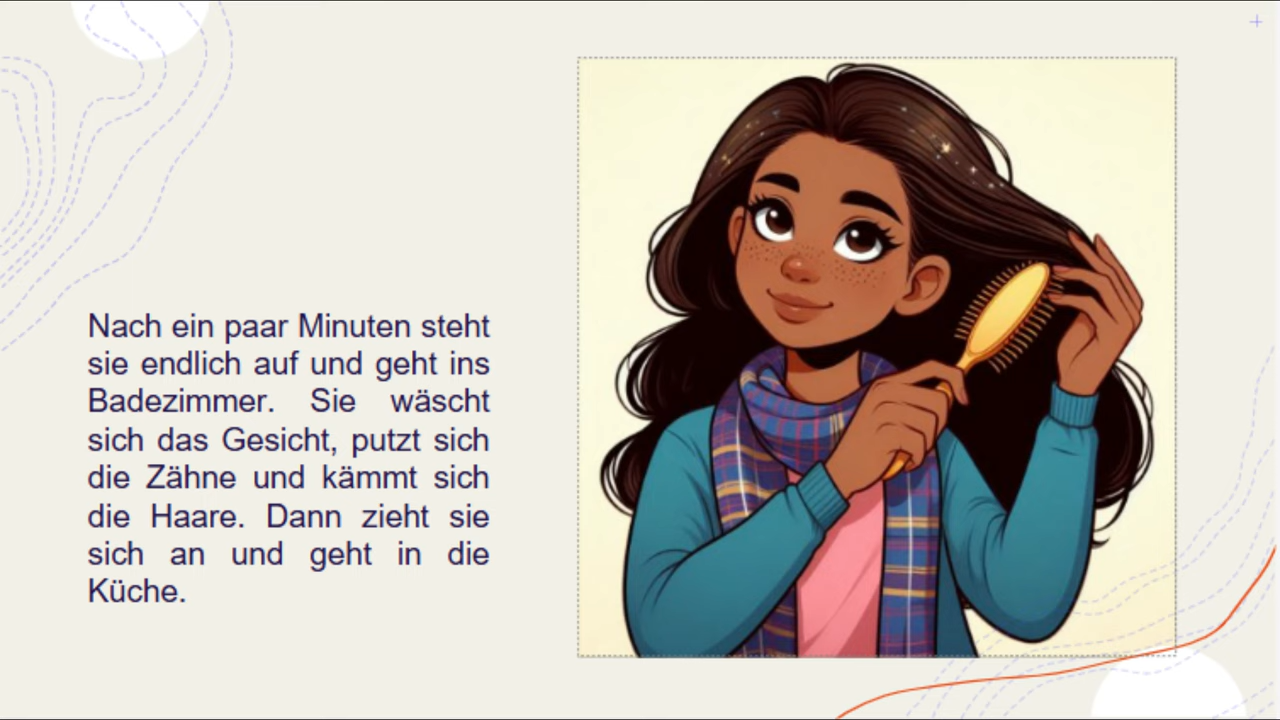 Nach ein paar Minuten steht
sie endlich auf und geht ins
Badezimmer. Sie wäscht
sich das Gesicht, putzt sich
die Zähne und kämmt sich
die Haare. Dann zieht sie
sich an und geht in die
Küche.